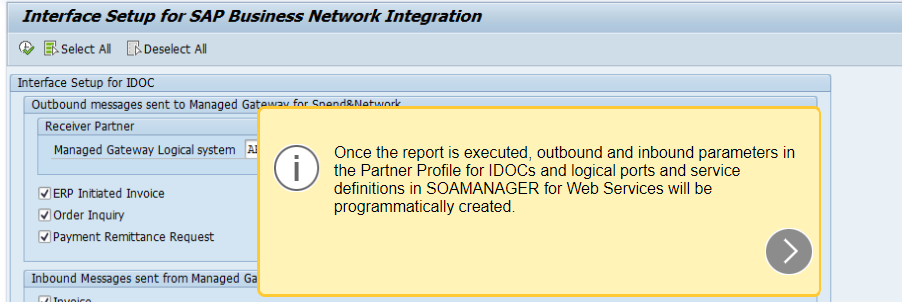 Interface Setup for SAP Business Network Integration
Select All Deselect All
Interface Setup for IDOC
Outbound messages sent to Managed Gateway for Spend&Network
Receiver Partner
Managed Gateway Logical system
ERP Initiated Invoice
Order Inquiry
Payment Remittance Request
Inbound Messages sent from Managed
Invoice
Once the report is executed, outbound and inbound parameters in
the Partner Profile for IDOCs and logical ports and service
definitions in SOAMANAGER for Web Services will be
programmatically created.